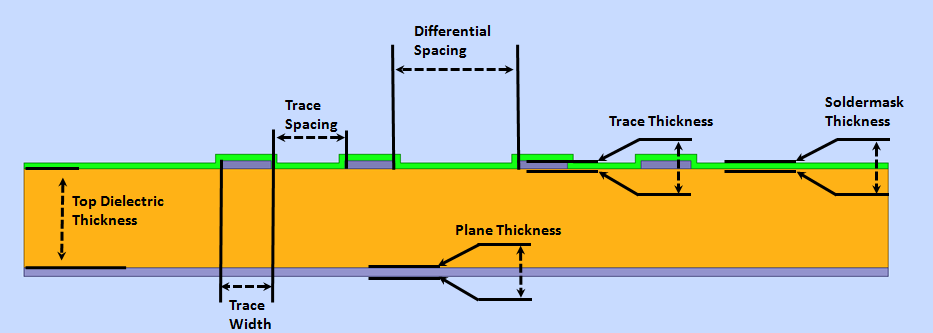 Differential
Spacing
Trace
Spacing
Trace Thickness
Soldermask
Thickness
Top Dielectric
Thickness
Plane Thickness
Trace
Width